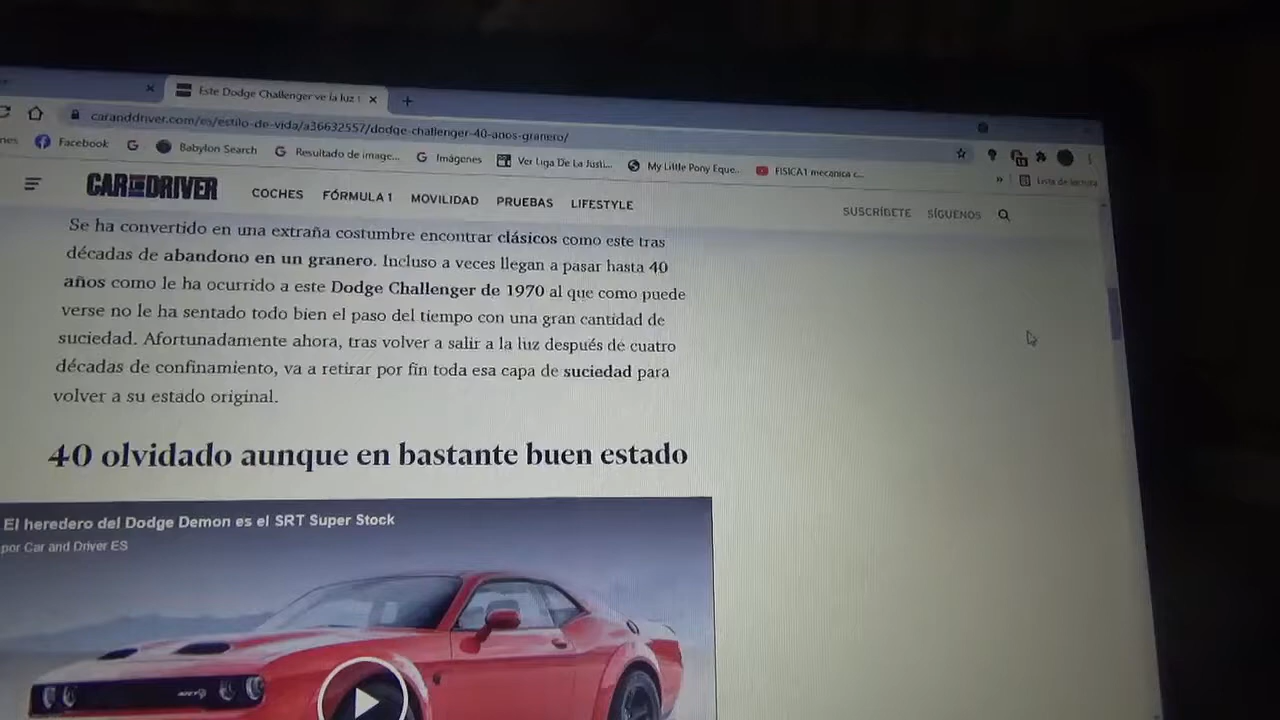 Este Dodge Challenger ve la luz
caranddriver.com/es/estilo-de-vida/a36632557/dodge-challenger-40-anos-granero/
Facebook
Babylon Search
Resultado de image...
Imágenes
Ver Liga De La Justi...
My Little Pony Eque...
FISICA1 mecanica c...
Lista de lectura
CAR AND DRIVER
COCHES
FÓRMULA 1
MOVILIDAD
PRUEBAS
LIFESTYLE
SUSCRÍBETE
SÍGUENOS
Se ha convertido en una extraña costumbre encontrar clásicos como este tras
décadas de abandono en un granero. Incluso a veces llegan a pasar hasta 40
años como le ha ocurrido a este Dodge Challenger de 1970 al que como puede
verse no le ha sentado todo bien el paso del tiempo con una gran cantidad de
suciedad. Afortunadamente ahora, tras volver a salir a la luz después de cuatro
décadas de confinamiento, va a retirar por fin toda esa capa de suciedad para
volver a su estado original.
40 olvidado aunque en bastante buen estado
El heredero del Dodge Demon es el SRT Super Stock
por Car and Driver ES